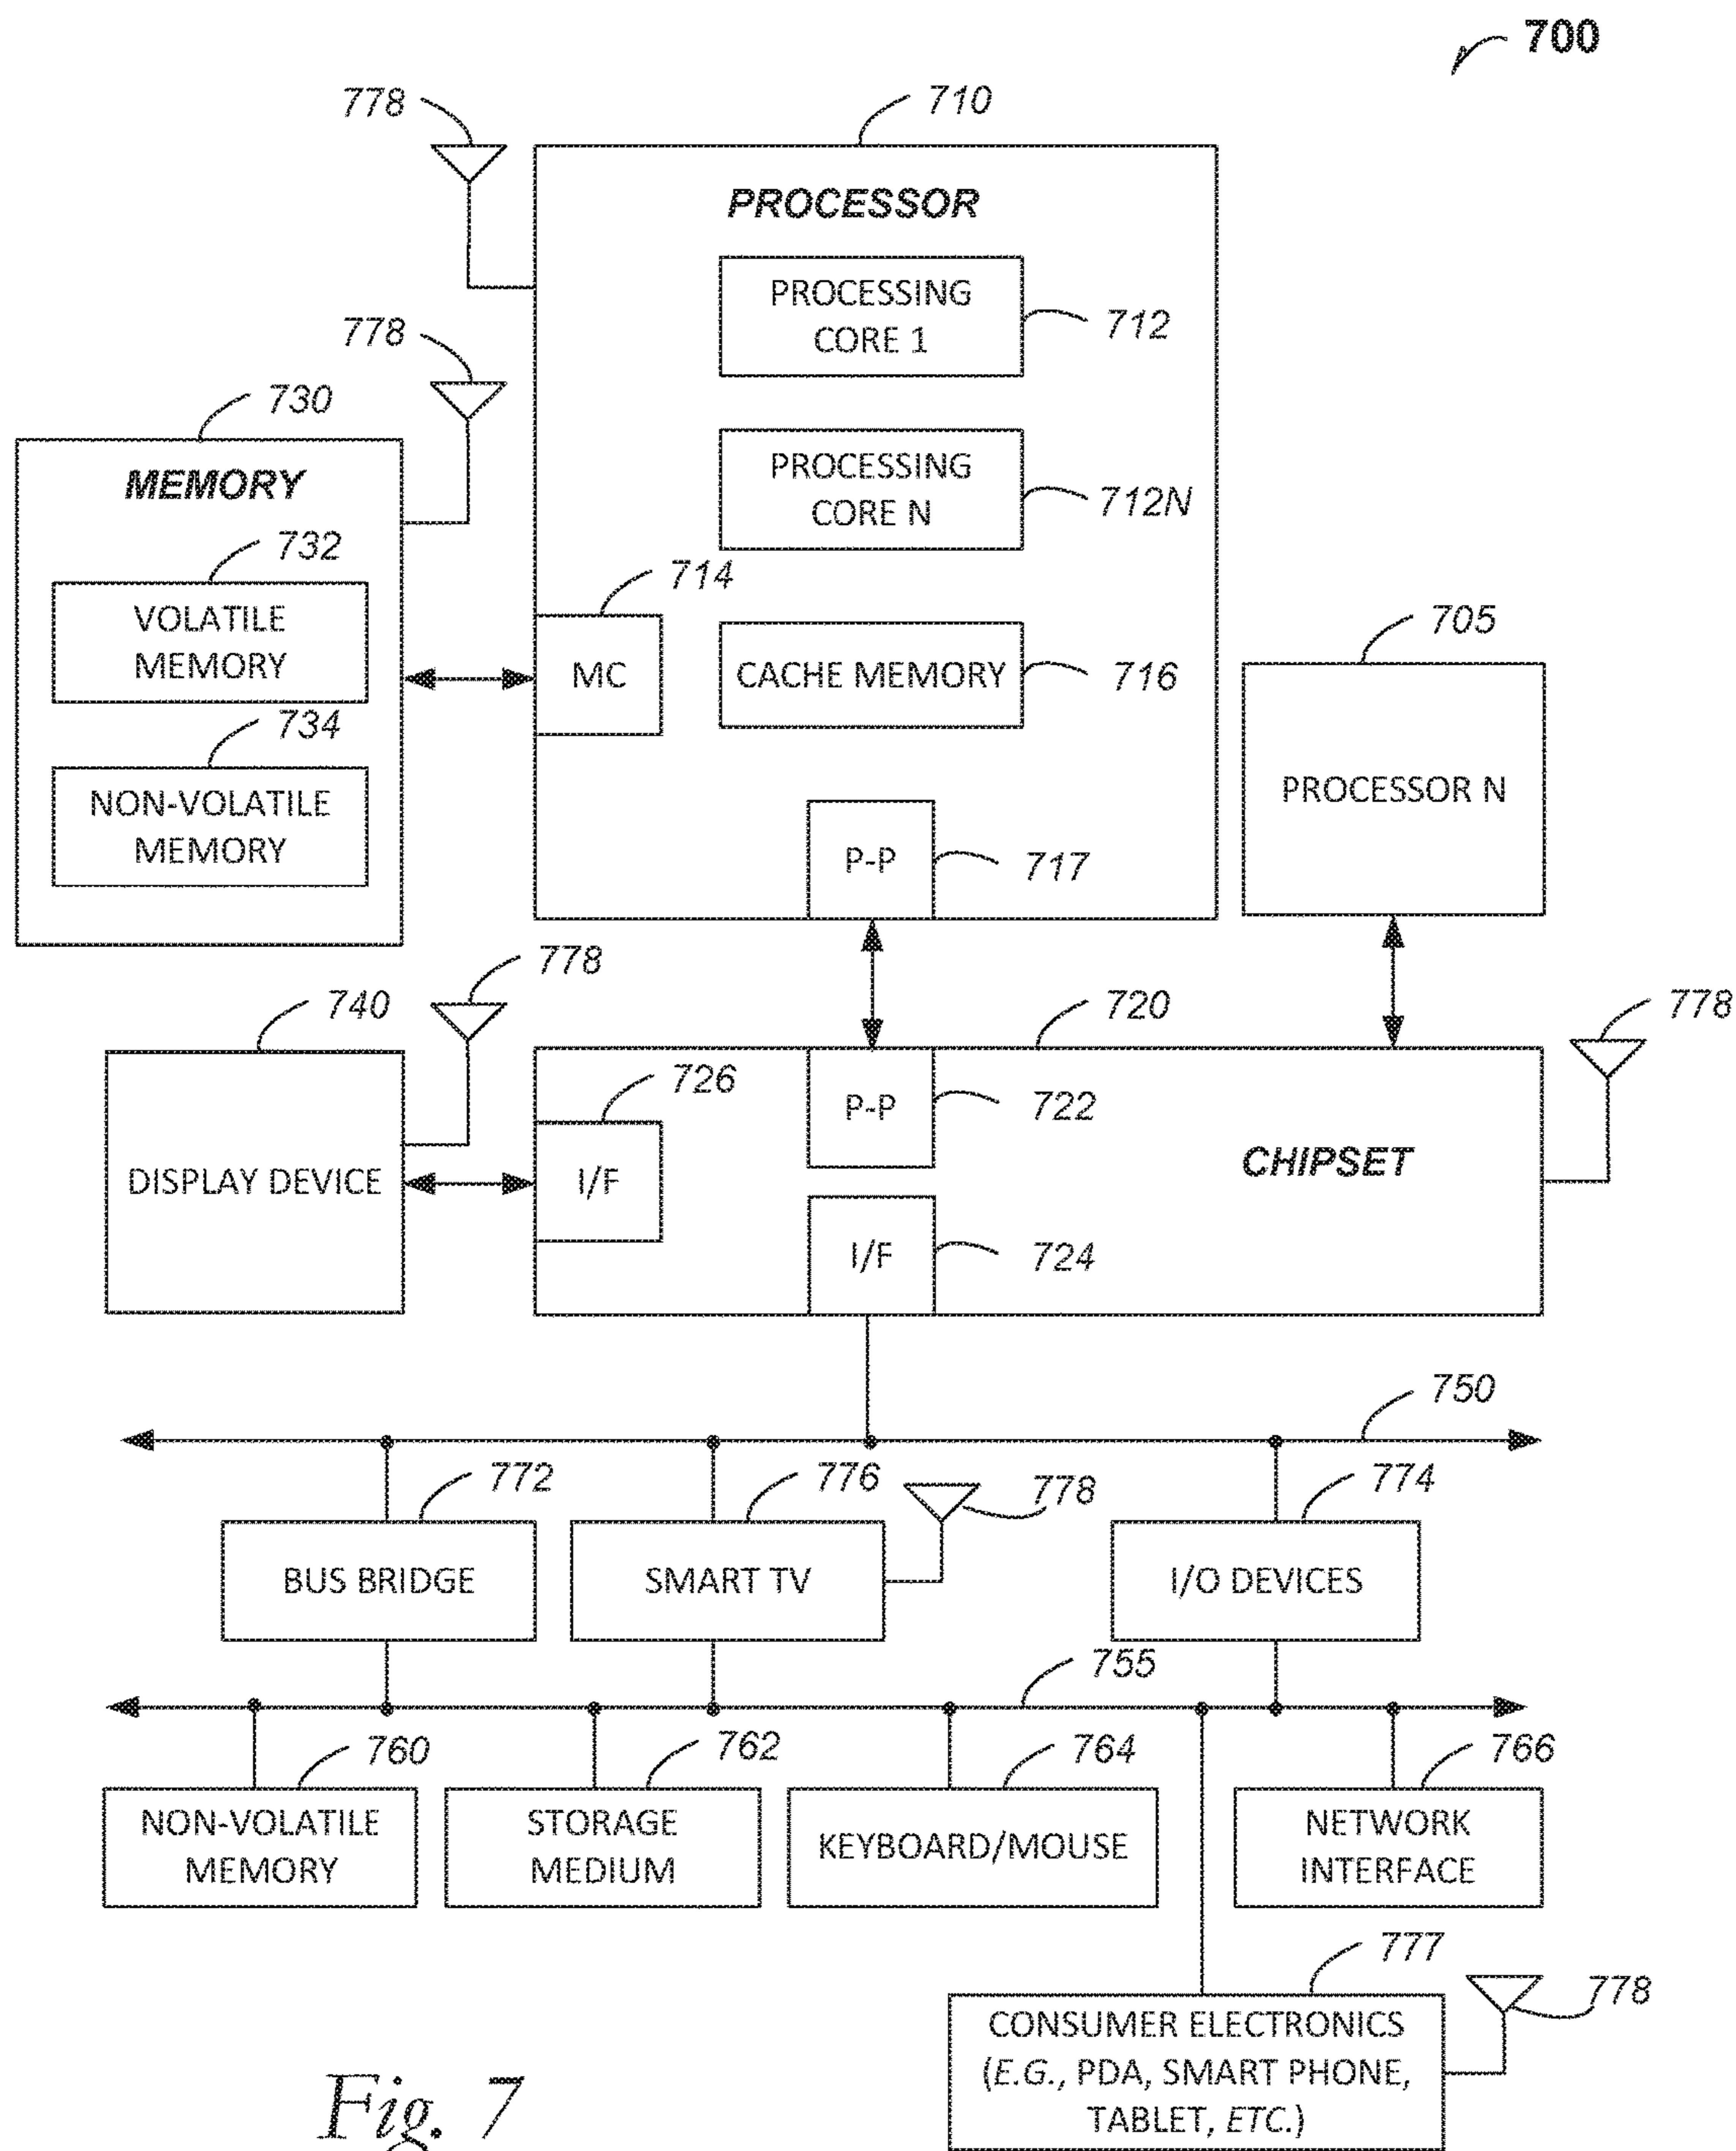 700
778
710
PROCESSOR
PROCESSING
CORE 1
712
778
730
MEMORY
PROCESSING
CORE N
712N
732
VOLATILE
MEMORY
714
MC
CACHE MEMORY
716
705
PROCESSOR N
734
NON-VOLATILE
MEMORY
P-P
717
740
778
720
778
DISPLAY DEVICE
726
I/F
P-P
722
CHIPSET
I/F
724
750
772
776
778
774
BUS BRIDGE
SMART TV
I/O DEVICES
755
760
762
764
766
NON-VOLATILE
MEMORY
STORAGE
MEDIUM
KEYBOARD/MOUSE
NETWORK
INTERFACE
777
778
CONSUMER ELECTRONICS
(E.G., PDA, SMART PHONE,
TABLET, ETC.)
Fig. 7